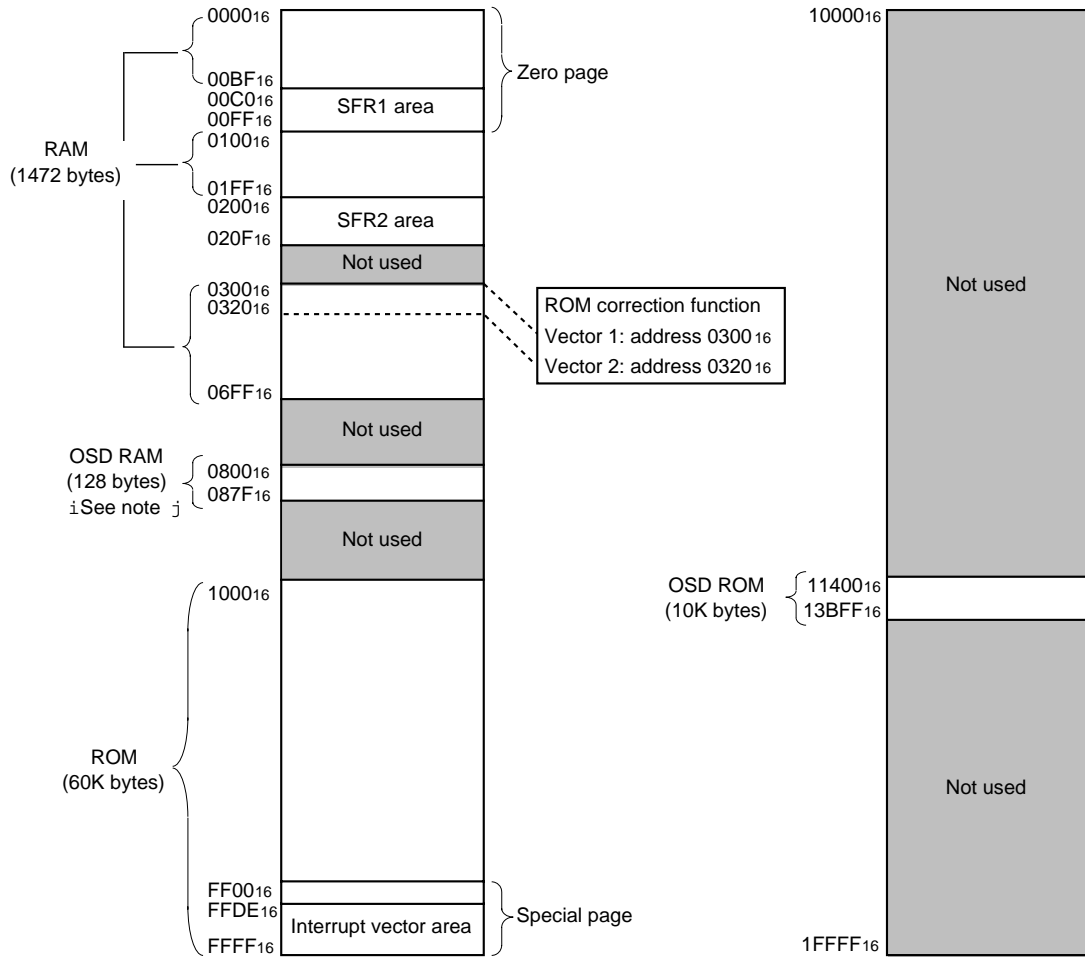 0000₁₆
00BF₁₆
00C0₁₆
00FF₁₆
SFR1 area
Zero page
RAM
(1472 bytes)
0100₁₆
01FF₁₆
0200₁₆
SFR2 area
020F₁₆
Not used
0300₁₆
0320₁₆
ROM correction function
Vector 1: address 0300₁₆
Vector 2: address 0320₁₆
06FF₁₆
Not used
OSD RAM
(128 bytes)
iSee note j
0800₁₆
087F₁₆
Not used
1000₁₆
ROM
(60K bytes)
FF00₁₆
FFDE₁₆
Interrupt vector area
FFFF₁₆
Special page
10000₁₆
Not used
OSD ROM
(10K bytes)
11400₁₆
13BFF₁₆
Not used
1FFFF₁₆